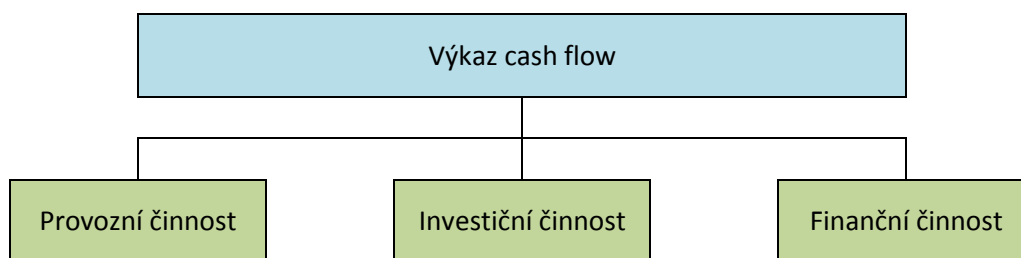 Výkaz cash flow
Provozní činnost
Investiční činnost
Finanční činnost